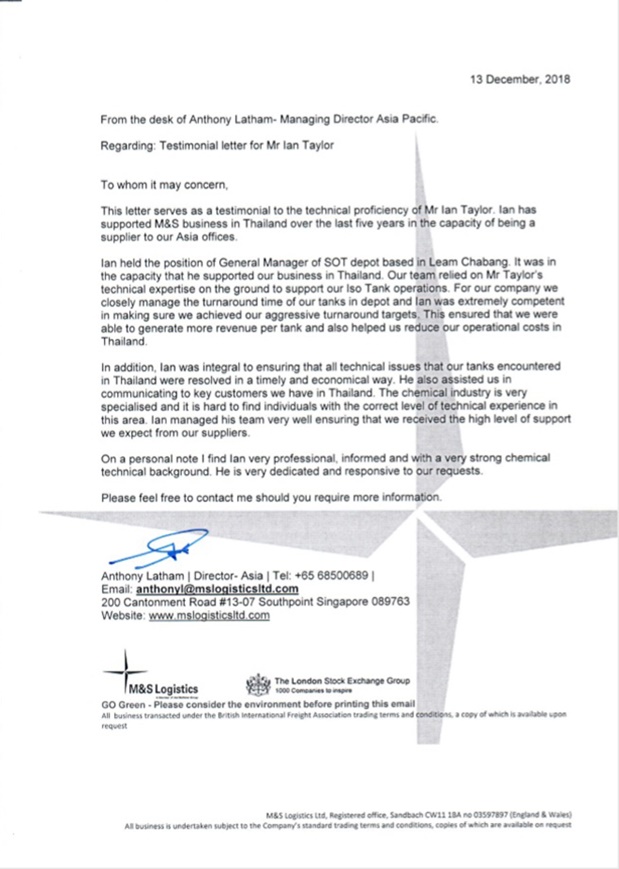 13 December, 2018
From the desk of Anthony Latham- Managing Director Asia Pacific.
Regarding: Testimonial letter for Mr Ian Taylor
To whom it may concern,
This letter serves as a testimonial to the technical proficiency of Mr Ian Taylor. Ian has
supported M&S business in Thailand over the last five years in the capacity of being a
supplier to our Asia offices.
Ian held the position of General Manager of SOT depot based in Leam Chabang. It was in
the capacity that he supported our business in Thailand. Our team relied on Mr Taylor's
technical expertise on the ground to support our Iso Tank operations. For our company we
closely manage the turnaround time of our tanks in depot and Ian was extremely competent
in making sure we achieved our aggressive turnaround targets. This ensured that we were
able to generate more revenue per tank and also helped us reduce our operational costs in
Thailand.
In addition, Ian was integral to ensuring that all technical issues that our tanks encountered
in Thailand were resolved in a timely and economical way. He also assisted us in
communicating to key customers we have in Thailand. The chemical industry is very
specialised and it is hard to find individuals with the correct level of technical experience in
this area. Ian managed his team very well ensuring that we received the high level of support
we expect from our suppliers.
On a personal note I find Ian very professional, informed and with a very strong chemical
technical background. He is very dedicated and responsive to our requests.
Please feel free to contact me should you require more information.
Anthony Latham | Director- Asia | Tel: +65 68500689 |
Email: anthonyl@mslogisticsltd.com
200 Cantonment Road #13-07 Southpoint Singapore 089763
Website: www.mslogisticsltd.com
M&S Logistics
The London Stock Exchange Group
1000 Companies to inspire
GO Green - Please consider the environment before printing this email
All business transacted under the British International Freight Association trading terms and conditions, a copy of which is available upon
request
M&S Logistics Ltd, Registered office, Sandbach CW11 1BA no 03597897 (England & Wales)
All business is undertaken subject to the Company's standard trading terms and conditions, copies of which are available on request